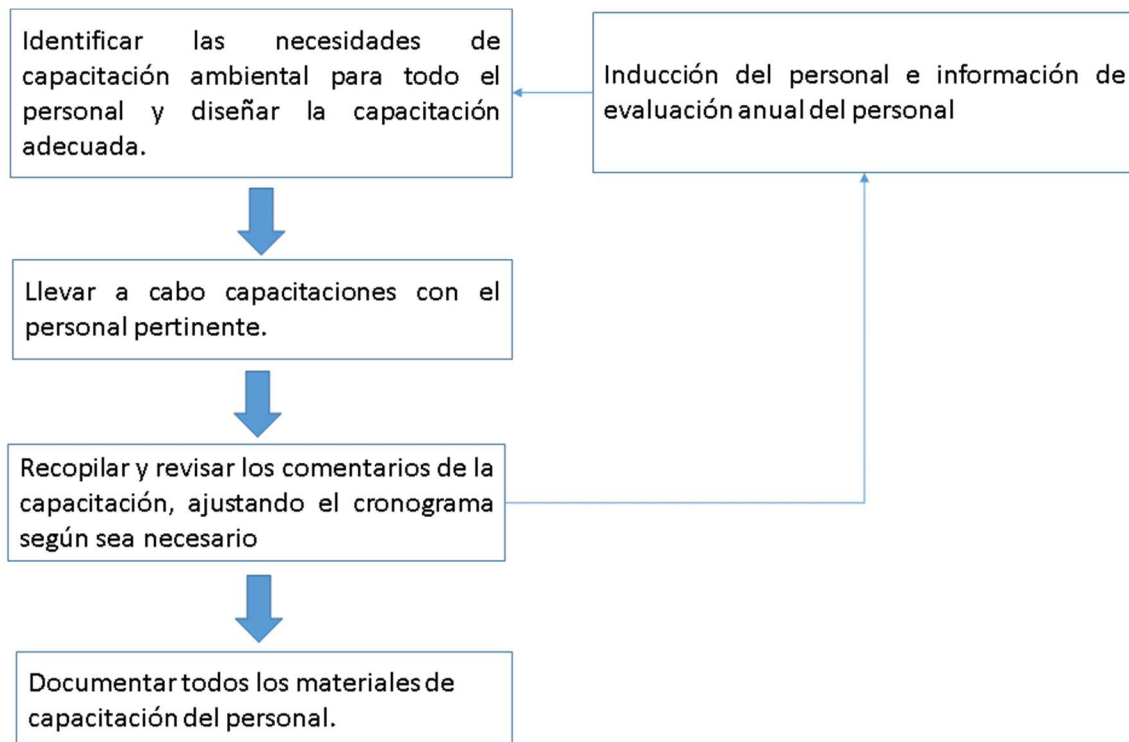 Identificar las necesidades de
capacitación ambiental para todo el
personal y diseñar la capacitación
adecuada.
Inducción del personal e información de
evaluación anual del personal
Llevar a cabo capacitaciones con el
personal pertinente.
Recopilar y revisar los comentarios de la
capacitación, ajustando el cronograma
según sea necesario
Documentar todos los materiales de
capacitación del personal.